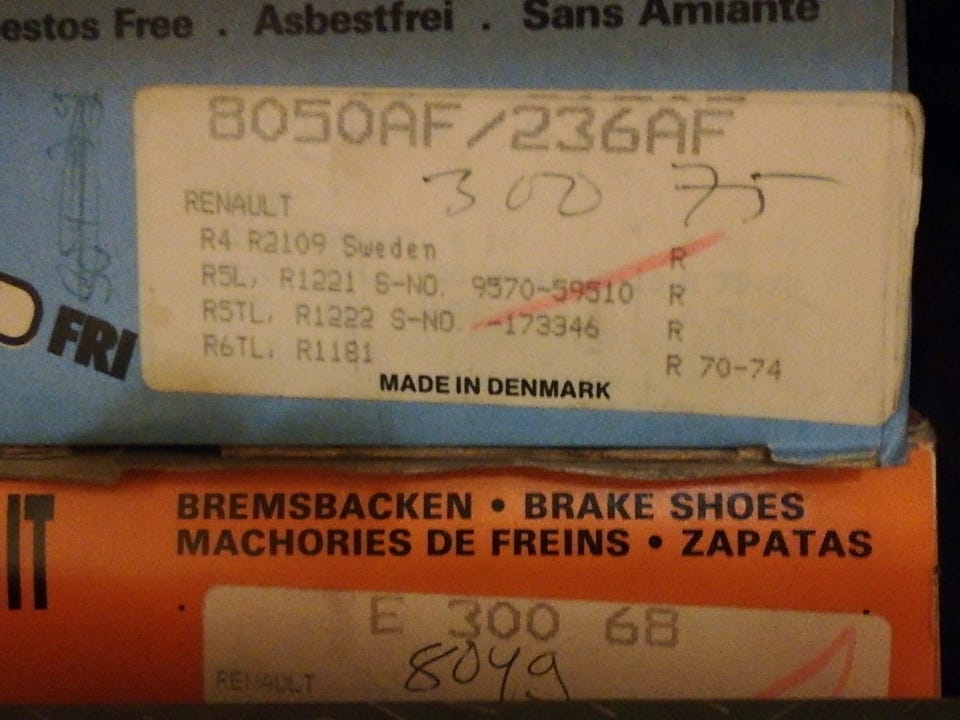 estos Free . Asbestfrei . Sans Amiante
8050AF/236AF
300 75
RENAULT
R4 R2109 Sweden R
R5L, R1221 S-NO. 9570-59510 R
R5TL, R1222 S-NO. -173346 R
R6TL, R1181 R 70-74
MADE IN DENMARK
FRI
IT
BREMSBACKEN • BRAKE SHOES
MACHORIES DE FREINS • ZAPATAS
E 300 68
8049
RENAULT